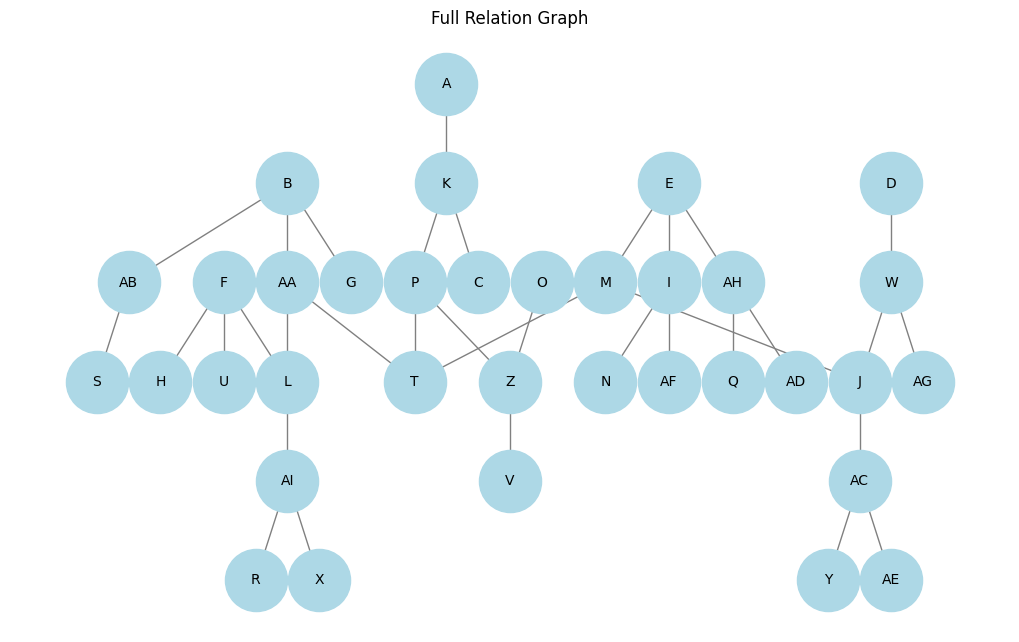 Full Relation Graph
A
B K E D
AB F AA G P C O M I AH W
S H U L T Z N AF Q AD J AG
AI V AC
R X Y AE